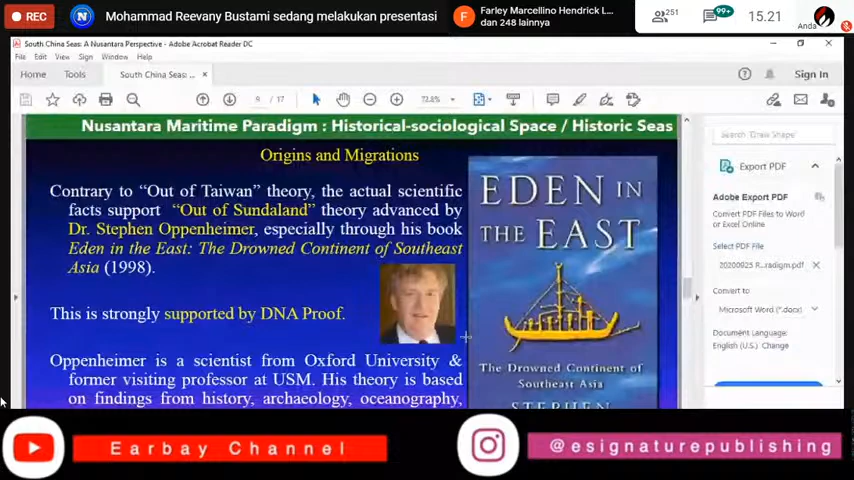 REC
Mohammad Reevany Bustami sedang melakukan presentasi
Farley Marcellino Hendrick L...
dan 248 lainnya
251
99+
15.21
Anda
South China Seas: A Nusantara Perspective - Adobe Acrobat Reader DC
File Edit View Sign Window Help
Home Tools South China Seas: ... ×
Sign In
9 / 17
72.8%
Nusantara Maritime Paradigm : Historical-sociological Space / Historic Seas
Origins and Migrations
Contrary to “Out of Taiwan” theory, the actual scientific
facts support “Out of Sundaland” theory advanced by
Dr. Stephen Oppenheimer, especially through his book
Eden in the East: The Drowned Continent of Southeast
Asia (1998).
This is strongly supported by DNA Proof.
Oppenheimer is a scientist from Oxford University &
former visiting professor at USM. His theory is based
on findings from history, archaeology, oceanography,
EDEN IN
THE EAST
The Drowned Continent of
Southeast Asia
STEPHEN
Search 'Draw Shape'
Export PDF
Adobe Export PDF
Convert PDF Files to Word
or Excel Online
Select PDF File
20200925 R...radigm.pdf ×
Convert to
Microsoft Word (*.docx)
Document Language:
English (U.S.) Change
Earbay Channel
@esignaturepublishing